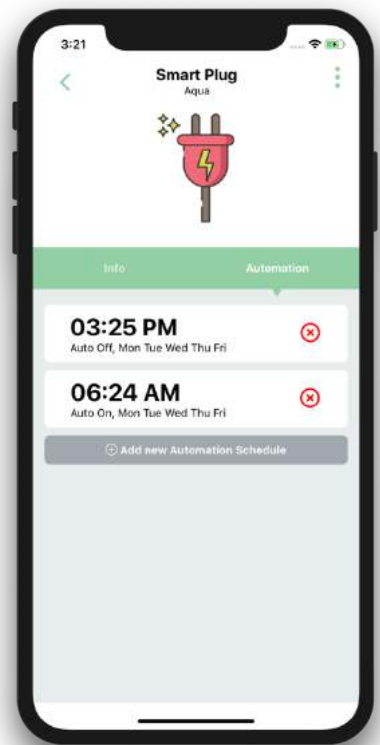 3:21
Smart Plug
Aqua
Info Automation
03:25 PM
Auto Off, Mon Tue Wed Thu Fri
06:24 AM
Auto On, Mon Tue Wed Thu Fri
Add new Automation Schedule